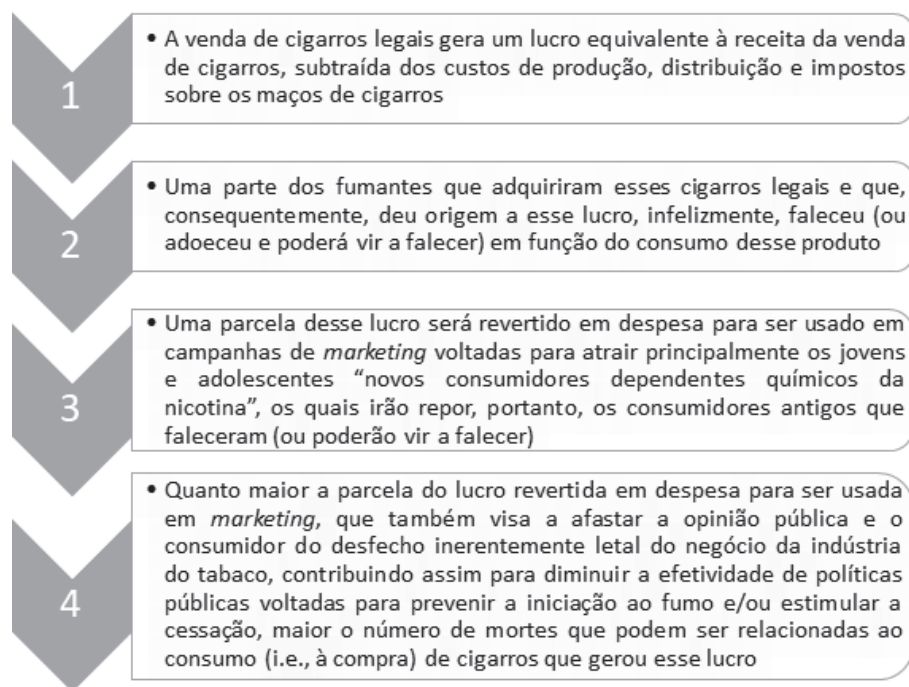 1
• A venda de cigarros legais gera um lucro equivalente à receita da venda
de cigarros, subtraída dos custos de produção, distribuição e impostos
sobre os maços de cigarros
2
• Uma parte dos fumantes que adquiriram esses cigarros legais e que,
consequentemente, deu origem a esse lucro, infelizmente, faleceu (ou
adoeceu e poderá vir a falecer) em função do consumo desse produto
3
• Uma parcela desse lucro será revertido em despesa para ser usado em
campanhas de marketing voltadas para atrair principalmente os jovens
e adolescentes “novos consumidores dependentes químicos da
nicotina”, os quais irão repor, portanto, os consumidores antigos que
faleceram (ou poderão vir a falecer)
4
• Quanto maior a parcela do lucro revertida em despesa para ser usada
em marketing, que também visa a afastar a opinião pública e o
consumidor do desfecho inerentemente letal do negócio da indústria
do tabaco, contribuindo assim para diminuir a efetividade de políticas
públicas voltadas para prevenir a iniciação ao fumo e/ou estimular a
cessação, maior o número de mortes que podem ser relacionadas ao
consumo (i.e., à compra) de cigarros que gerou esse lucro